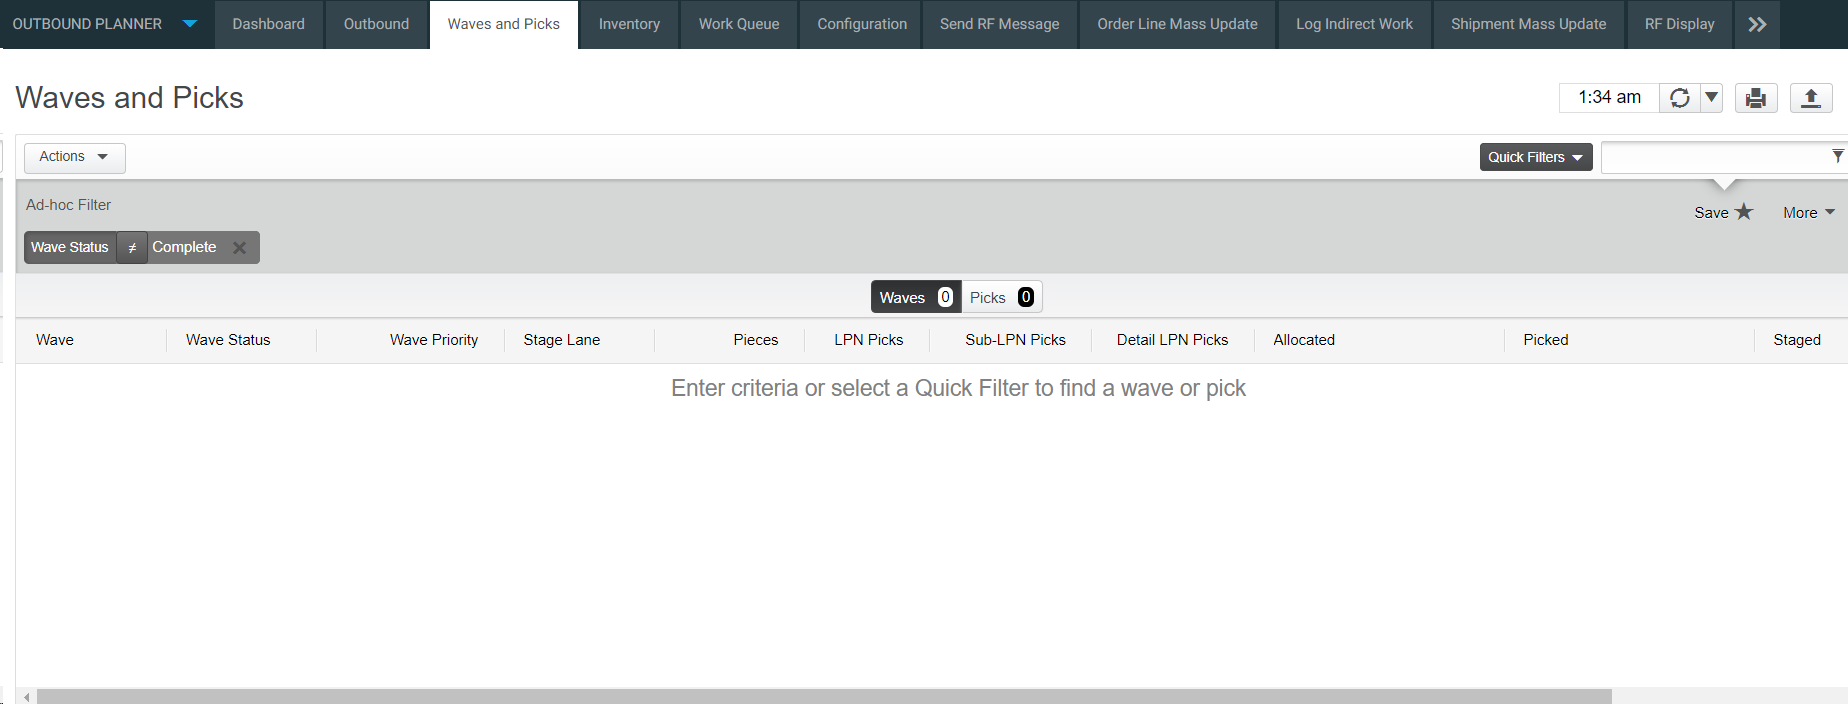 OUTBOUND PLANNER Dashboard Outbound Waves and Picks Inventory Work Queue Configuration Send RF Message Order Line Mass Update Log Indirect Work Shipment Mass Update RF Display
Waves and Picks
1:34 am
Actions
Quick Filters
Ad-hoc Filter
Save
More
Wave Status ≠ Complete
Waves 0 Picks 0
Wave Wave Status Wave Priority Stage Lane Pieces LPN Picks Sub-LPN Picks Detail LPN Picks Allocated Picked Staged
Enter criteria or select a Quick Filter to find a wave or pick